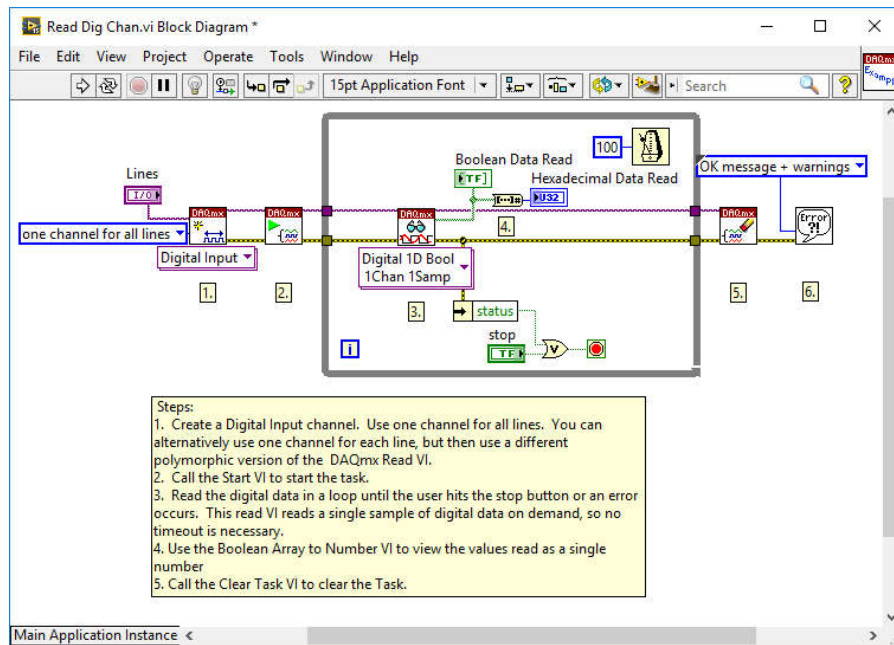 Read Dig Chan.vi Block Diagram *
File Edit View Project Operate Tools Window Help
15pt Application Font
Search
DAQmx
Example
Boolean Data Read
100
TF
Hexadecimal Data Read
U32
OK message + warnings
Lines
I/O
DAQmx
DAQmx
DAQmx
DAQmx
Error
?!
one channel for all lines
Digital Input
Digital 1D Bool
1Chan 1Samp
4.
1.
2.
3.
5.
6.
status
stop
TF
V
i
Steps:
1. Create a Digital Input channel. Use one channel for all lines. You can
alternatively use one channel for each line, but then use a different
polymorphic version of the DAQmx Read VI.
2. Call the Start VI to start the task.
3. Read the digital data in a loop until the user hits the stop button or an error
occurs. This read VI reads a single sample of digital data on demand, so no
timeout is necessary.
4. Use the Boolean Array to Number VI to view the values read as a single
number
5. Call the Clear Task VI to clear the Task.
Main Application Instance